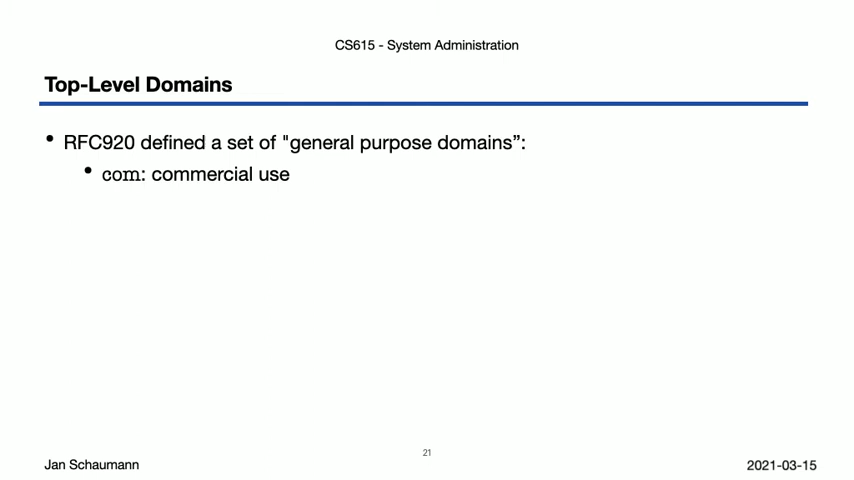 CS615 - System Administration
Top-Level Domains
• RFC920 defined a set of "general purpose domains”:
• com: commercial use
21
Jan Schaumann
2021-03-15